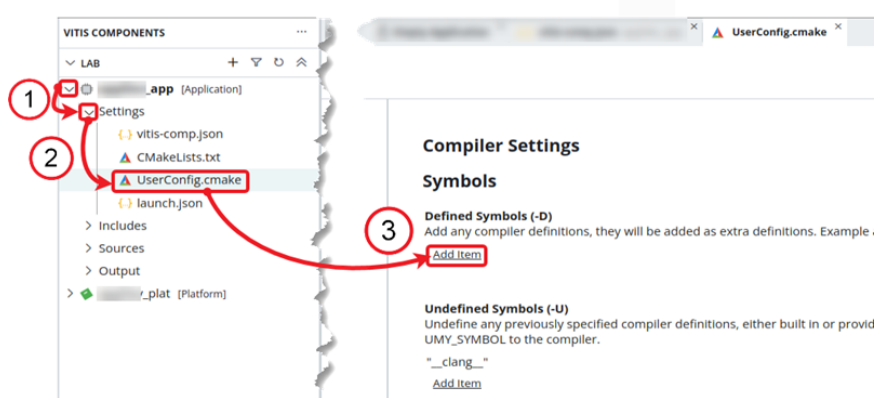 VITIS COMPONENTS
...
LAB
_app [Application]
Settings
{..} vitis-comp.json
CMakeLists.txt
UserConfig.cmake
{..} launch.json
Includes
Sources
Output
_plat [Platform]
1
2
UserConfig.cmake
Compiler Settings
Symbols
Defined Symbols (-D)
3
Add any compiler definitions, they will be added as extra definitions. Example
Add Item
Undefined Symbols (-U)
Undefine any previously specified compiler definitions, either built in or provid
UMY_SYMBOL to the compiler.
"__clang__"
Add Item